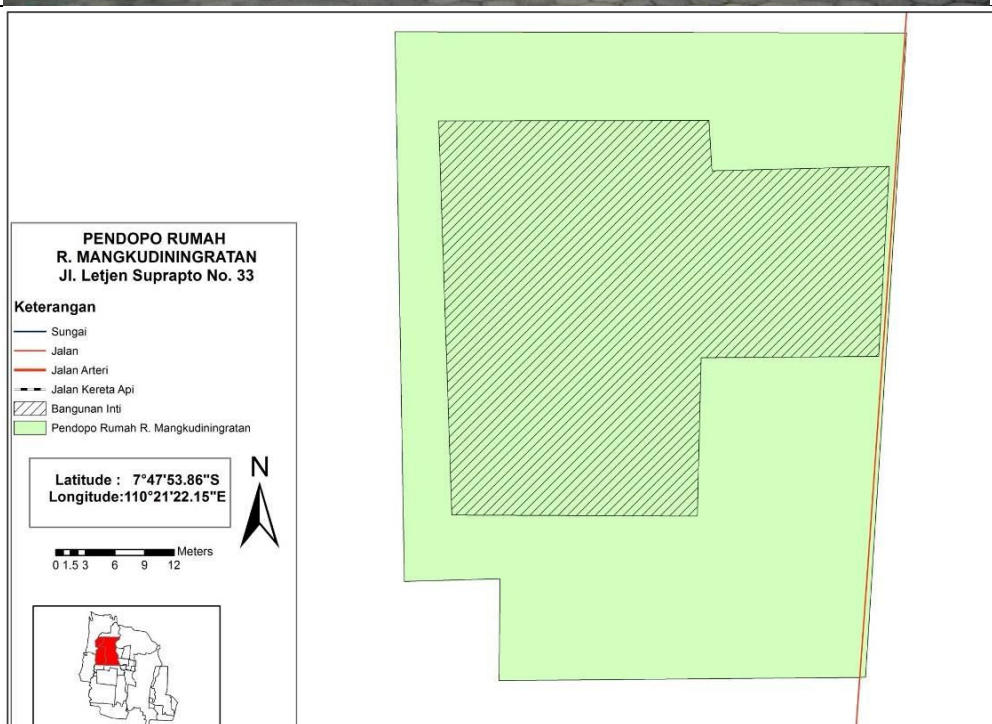 PENDOPO RUMAH
R. MANGKUDININGRATAN
Jl. Letjen Suprapto No. 33
Keterangan
Sungai
Jalan
Jalan Arteri
Jalan Kereta Api
Bangunan Inti
Pendopo Rumah R. Mangkudiningratan
Latitude : 7°47'53.86"S
Longitude:110°21'22.15"E
N
Meters
0 1.5 3 6 9 12